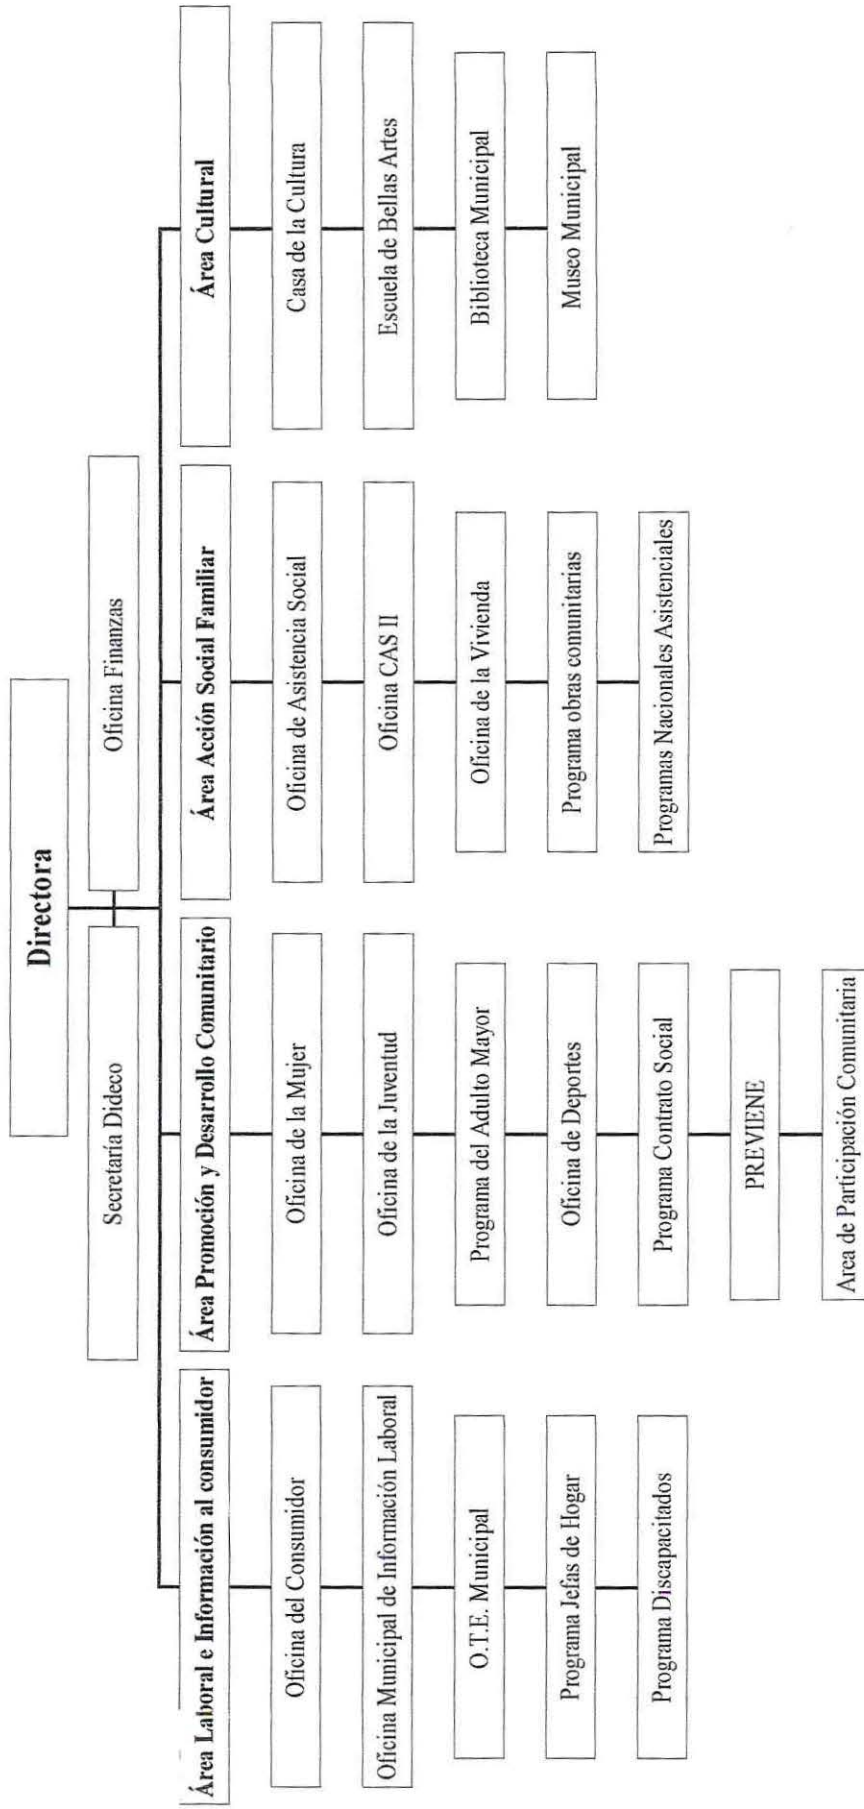 Directora
Secretaría Dideco
Oficina Finanzas
Área Laboral e Información al consumidor
Oficina del Consumidor
Oficina Municipal de Información Laboral
O.T.E. Municipal
Programa Jefas de Hogar
Programa Discapacitados
Área Promoción y Desarrollo Comunitario
Oficina de la Mujer
Oficina de la Juventud
Programa del Adulto Mayor
Oficina de Deportes
Programa Contrato Social
PREVIENE
Area de Participación Comunitaria
Área Acción Social Familiar
Oficina de Asistencia Social
Oficina CAS II
Oficina de la Vivienda
Programa obras comunitarias
Programas Nacionales Asistenciales
Área Cultural
Casa de la Cultura
Escuela de Bellas Artes
Biblioteca Municipal
Museo Municipal